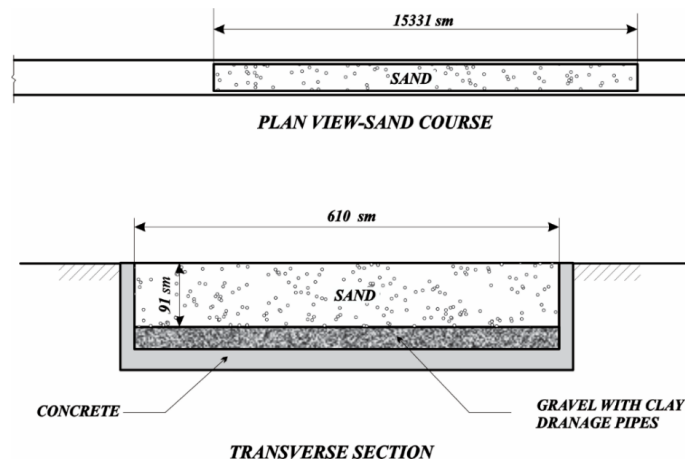 15331 sm
SAND
PLAN VIEW-SAND COURSE
610 sm
91 sm
SAND
CONCRETE
GRAVEL WITH CLAY
DRANAGE PIPES
TRANSVERSE SECTION